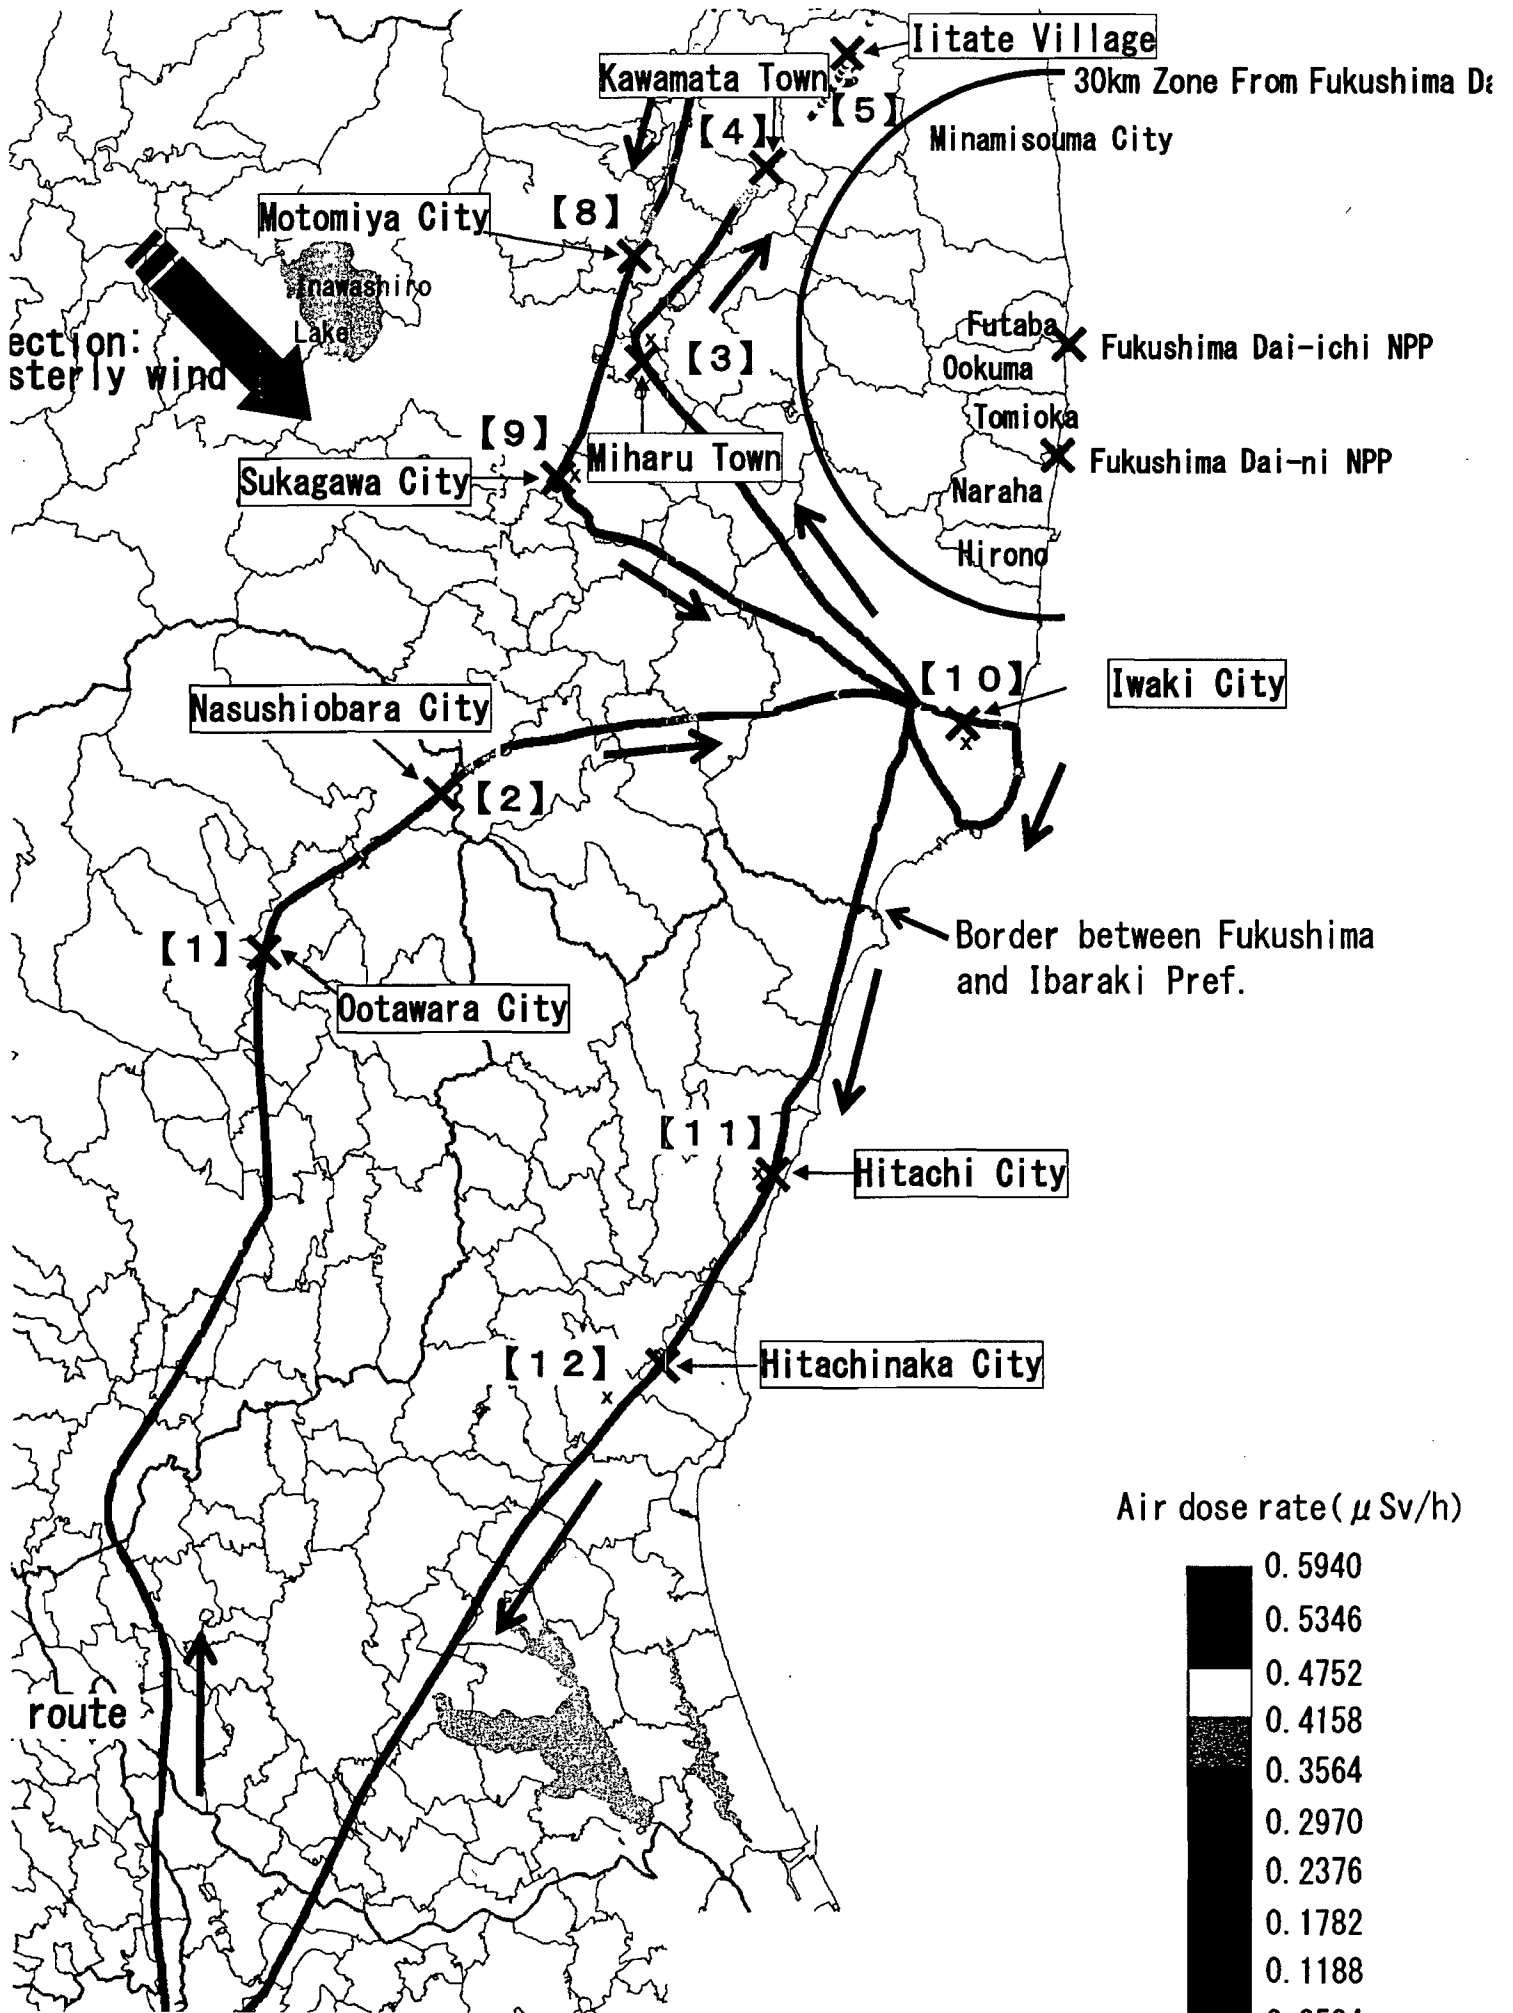 Iitate Village
Kawamata Town
30km Zone From Fukushima Da
【5】
【4】
Minamisouma City
Motomiya City
【8】
Inawashiro
Lake
ection:
sterly wind
Futaba
Fukushima Dai-ichi NPP
Ookuma
【3】
Tomioka
【9】
Miharu Town
Fukushima Dai-ni NPP
Sukagawa City
Naraha
Hirono
【10】
Iwaki City
Nasushiobara City
【2】
Border between Fukushima
and Ibaraki Pref.
【1】
Ootawara City
【11】
Hitachi City
【12】
Hitachinaka City
Air dose rate(μSv/h)
0.5940
0.5346
0.4752
0.4158
0.3564
0.2970
0.2376
0.1782
0.1188
route